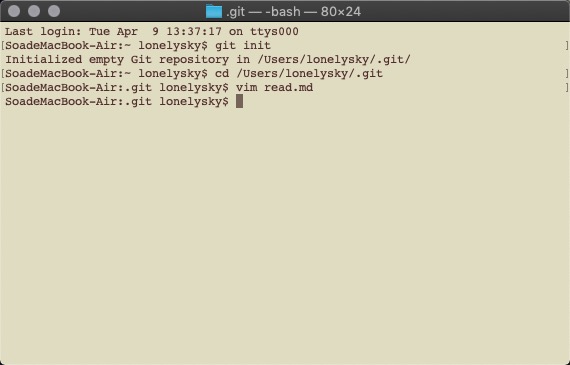 .git — -bash — 80×24
Last login: Tue Apr  9 13:37:17 on ttys000
[SoadeMacBook-Air:~ lonelysky$ git init ]
Initialized empty Git repository in /Users/lonelysky/.git/
[SoadeMacBook-Air:~ lonelysky$ cd /Users/lonelysky/.git ]
[SoadeMacBook-Air:.git lonelysky$ vim read.md ]
SoadeMacBook-Air:.git lonelysky$